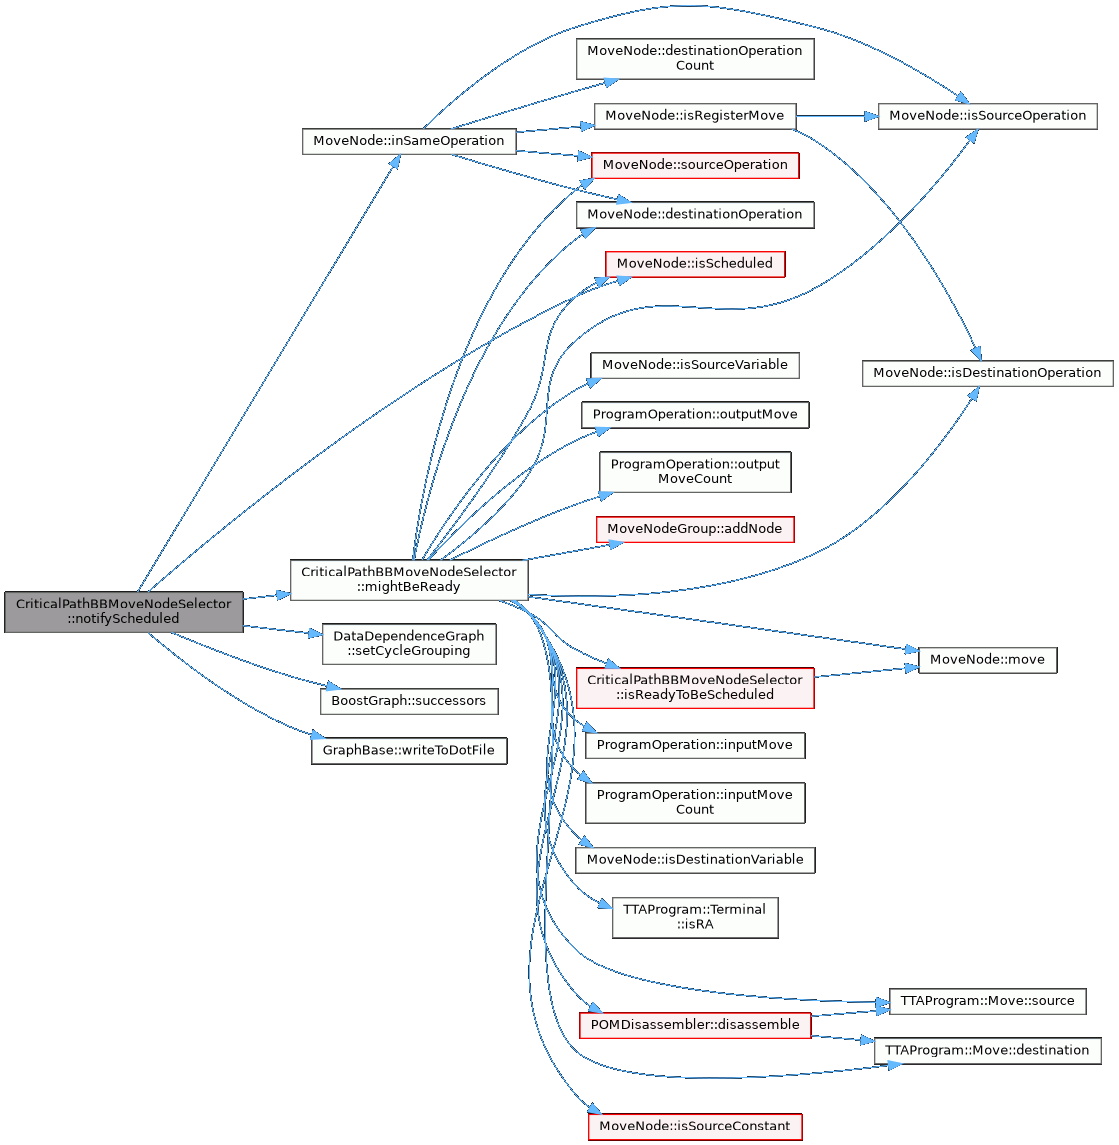 MoveNode::destinationOperation
Count
MoveNode::isRegisterMove
MoveNode::isSourceOperation
MoveNode::inSameOperation
MoveNode::sourceOperation
MoveNode::destinationOperation
MoveNode::isScheduled
MoveNode::isSourceVariable
MoveNode::isDestinationOperation
ProgramOperation::outputMove
ProgramOperation::output
MoveCount
MoveNodeGroup::addNode
CriticalPathBBMoveNodeSelector
::mightBeReady
CriticalPathBBMoveNodeSelector
::notifyScheduled
DataDependenceGraph
::setCycleGrouping
MoveNode::move
CriticalPathBBMoveNodeSelector
::isReadyToBeScheduled
BoostGraph::successors
GraphBase::writeToDotFile
ProgramOperation::inputMove
ProgramOperation::inputMove
Count
MoveNode::isDestinationVariable
TTAProgram::Terminal
::isRA
TTAProgram::Move::source
POMDisassembler::disassemble
TTAProgram::Move::destination
MoveNode::isSourceConstant